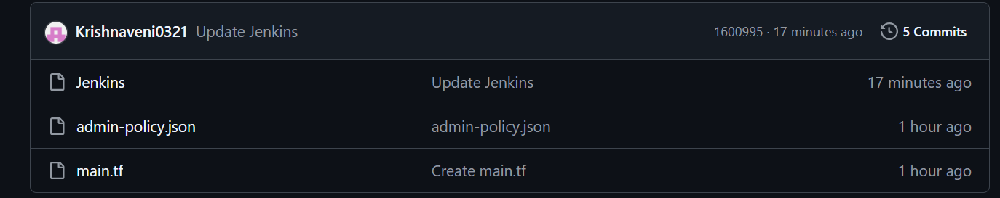 Krishnaveni0321 Update Jenkins 1600995 · 17 minutes ago 5 Commits
Jenkins Update Jenkins 17 minutes ago
admin-policy.json admin-policy.json 1 hour ago
main.tf Create main.tf 1 hour ago